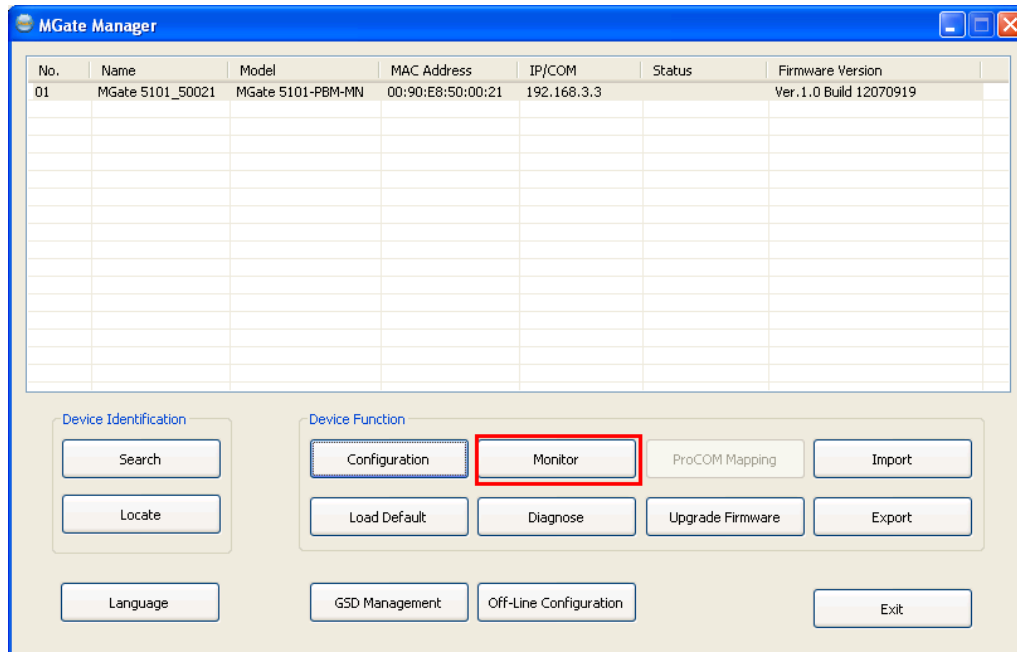 MGate Manager
No. Name Model MAC Address IP/COM Status Firmware Version
01 MGate 5101_50021 MGate 5101-PBM-MN 00:90:E8:50:00:21 192.168.3.3 Ver.1.0 Build 12070919
Device Identification Device Function
Search Configuration Monitor ProCOM Mapping Import
Locate Load Default Diagnose Upgrade Firmware Export
Language GSD Management Off-Line Configuration Exit